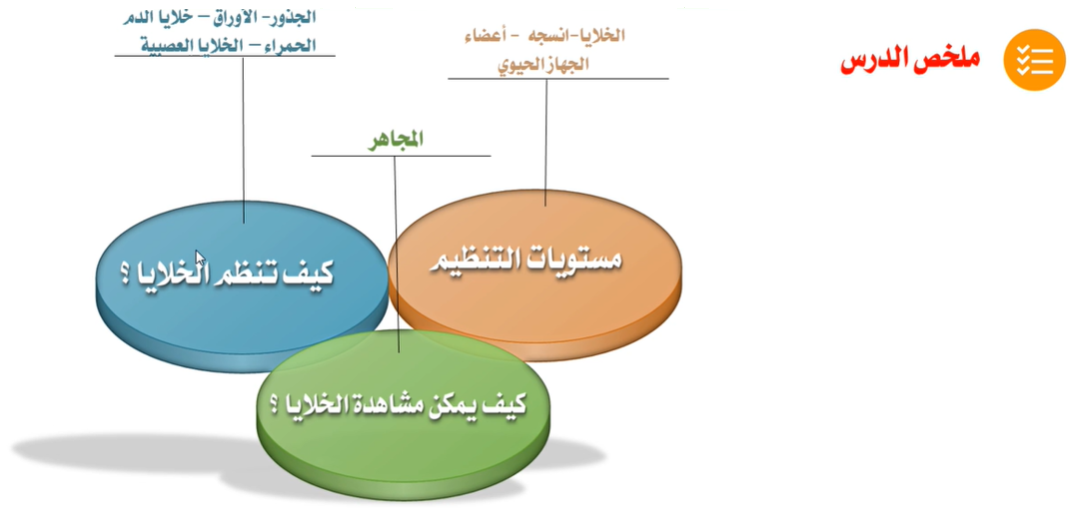 ملخص الدرس
الخلايا-انسجه - أعضاء
الجهاز الحيوي
مستويات التنظيم
الجذور- الأوراق – خلايا الدم
الحمراء – الخلايا العصبية
كيف تنظم الخلايا ؟
المجاهر
كيف يمكن مشاهدة الخلايا ؟